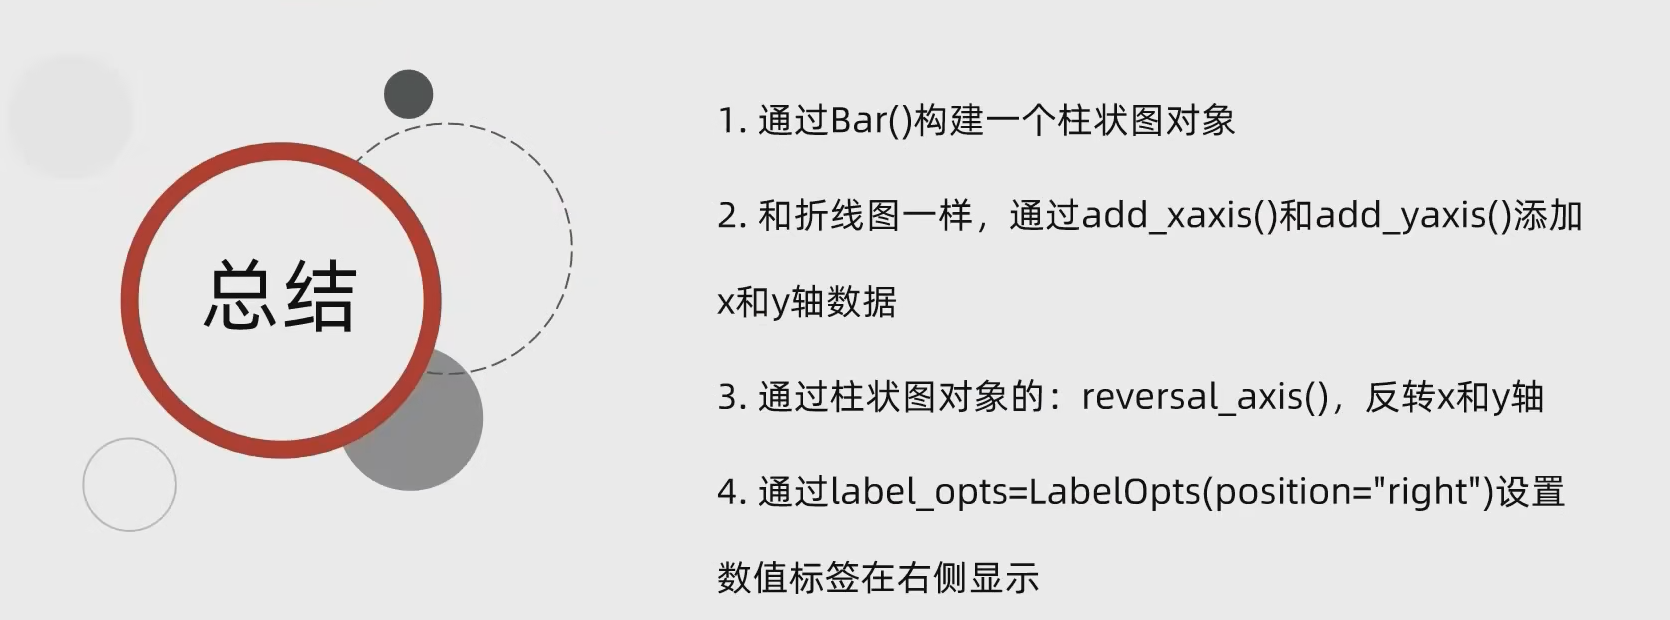 总结
1. 通过Bar()构建一个柱状图对象
2. 和折线图一样，通过add_xaxis()和add_yaxis()添加
x和y轴数据
3. 通过柱状图对象的：reversal_axis()，反转x和y轴
4. 通过label_opts=LabelOpts(position="right")设置
数值标签在右侧显示